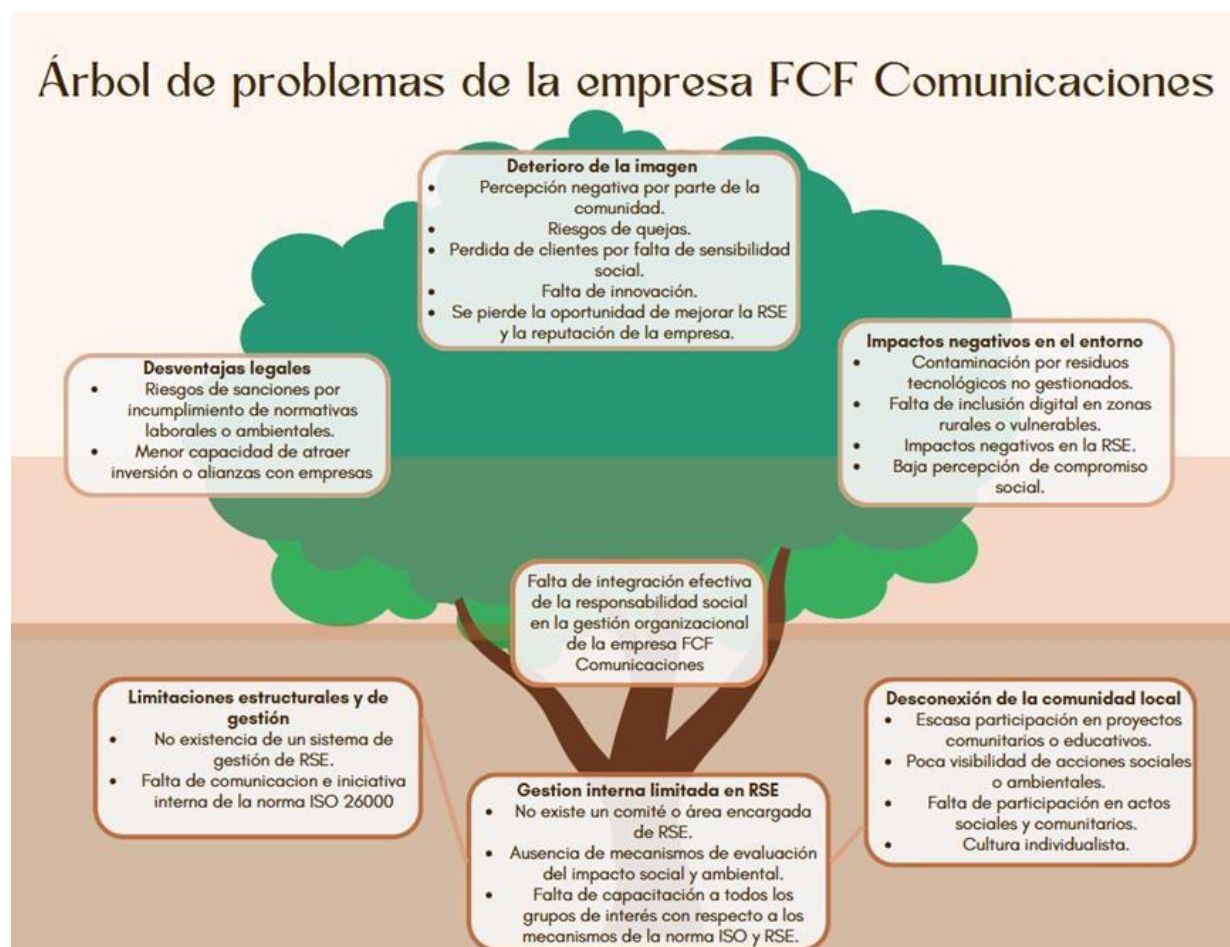 Árbol de problemas de la empresa FCF Comunicaciones
Deterioro de la imagen
• Percepción negativa por parte de la
comunidad.
• Riesgos de quejas.
• Perdida de clientes por falta de sensibilidad
social.
• Falta de innovación.
• Se pierde la oportunidad de mejorar la RSE
y la reputación de la empresa.
Desventajas legales
• Riesgos de sanciones por
incumplimiento de normativas
laborales o ambientales.
• Menor capacidad de atraer
inversión o alianzas con empresas
Impactos negativos en el entorno
• Contaminación por residuos
tecnológicos no gestionados.
• Falta de inclusión digital en zonas
rurales o vulnerables.
• Impactos negativos en la RSE.
• Baja percepción de compromiso
social.
Falta de integración efectiva
de la responsabilidad social
en la gestión organizacional
de la empresa FCF
Comunicaciones
Limitaciones estructurales y de
gestión
• No existencia de un sistema de
gestión de RSE.
• Falta de comunicacion e iniciativa
interna de la norma ISO 26000
Gestion interna limitada en RSE
• No existe un comité o área encargada
de RSE.
• Ausencia de mecanismos de evaluación
del impacto social y ambiental.
• Falta de capacitación a todos los
grupos de interés con respecto a los
mecanismos de la norma ISO y RSE.
Desconexión de la comunidad local
• Escasa participación en proyectos
comunitarios o educativos.
• Poca visibilidad de acciones sociales
o ambientales.
• Falta de participación en actos
sociales y comunitarios.
• Cultura individualista.